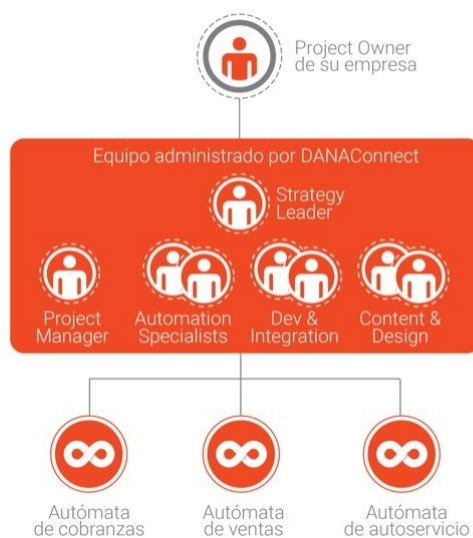 Project Owner
de su empresa
Equipo administrado por DANAConnect
Strategy
Leader
Project
Manager
Automation
Specialists
Dev &
Integration
Content &
Design
Autómata
de cobranzas
Autómata
de ventas
Autómata
de autoservicio